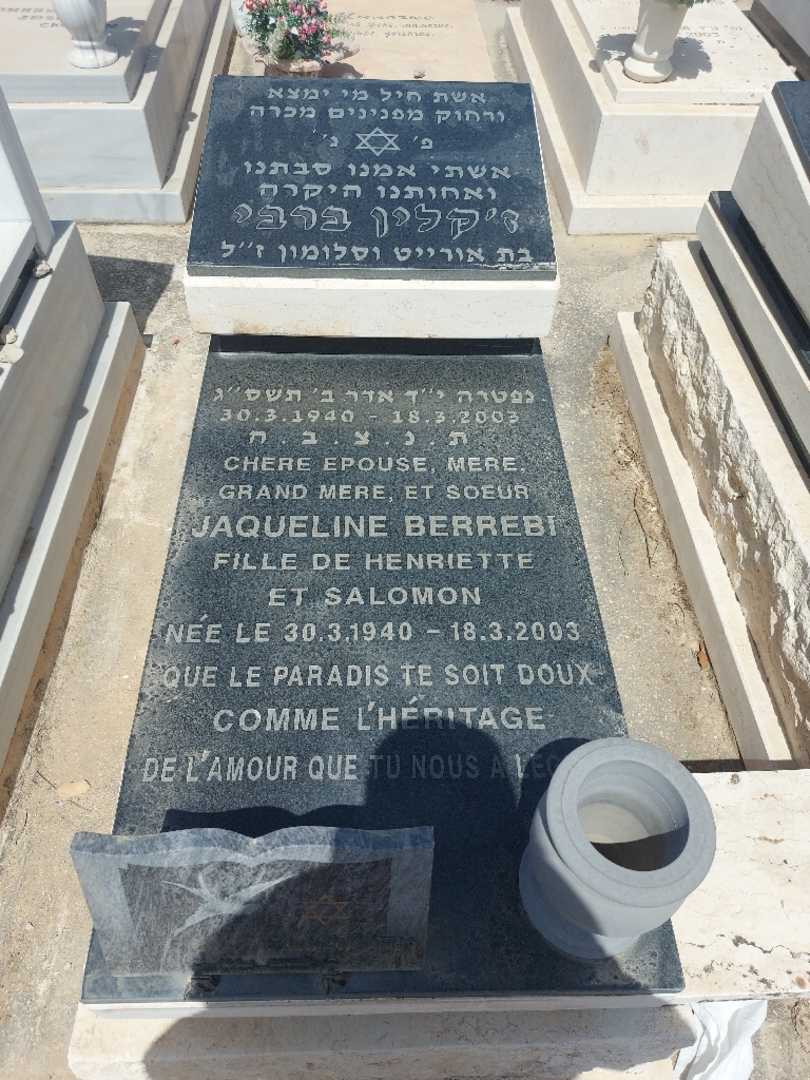 אשת חיל מי ימצא
ורחוק מפנינים מכרה
פ' נ'
אשתי אמנו סבתנו
ואחותנו היקרה
ז'קלין ברבי
בת אורייט וסלומון ז"ל
נפטרה י"ד אדר ב' תשס"ג
30.3.1940 - 18.3.2003
ת.נ.צ.ב.ה
CHERE EPOUSE, MERE,
GRAND MERE, ET SOEUR
JAQUELINE BERREBI
FILLE DE HENRIETTE
ET SALOMON
NÉE LE 30.3.1940 - 18.3.2003
QUE LE PARADIS TE SOIT DOUX
COMME L'HÉRITAGE
DE L'AMOUR QUE TU NOUS A